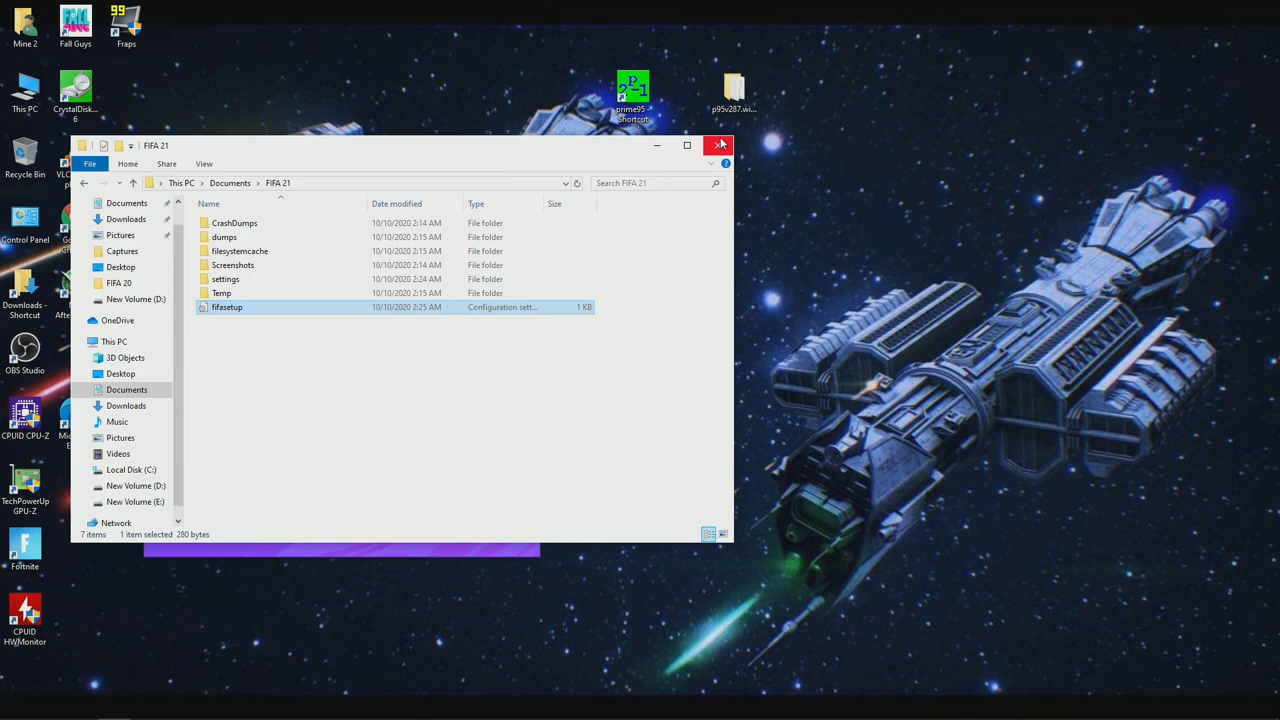 99
Mine 2
Fall Guys
Fraps
This PC
CrystalDisk...
6
Recycle Bin
VLC
Control Panel
Downloads -
Shortcut
OBS Studio
CPUID CPU-Z
TechPowerUp
GPU-Z
Fortnite
CPUID
HWMonitor
prime95 -
Shortcut
p95v287.wi...
FIFA 21
File
Home
Share
View
This PC
Documents
FIFA 21
Search FIFA 21
Name
Date modified
Type
Size
CrashDumps 10/10/2020 2:14 AM File folder
dumps 10/10/2020 2:15 AM File folder
filesystemcache 10/10/2020 2:15 AM File folder
Screenshots 10/10/2020 2:14 AM File folder
settings 10/10/2020 2:24 AM File folder
Temp 10/10/2020 2:15 AM File folder
fifasetup 10/10/2020 2:25 AM Configuration sett... 1 KB
Documents
Downloads
Pictures
Captures
Desktop
FIFA 20
New Volume (D:)
OneDrive
This PC
3D Objects
Desktop
Documents
Downloads
Music
Pictures
Videos
Local Disk (C:)
New Volume (D:)
New Volume (E:)
Network
7 items 1 item selected 280 bytes